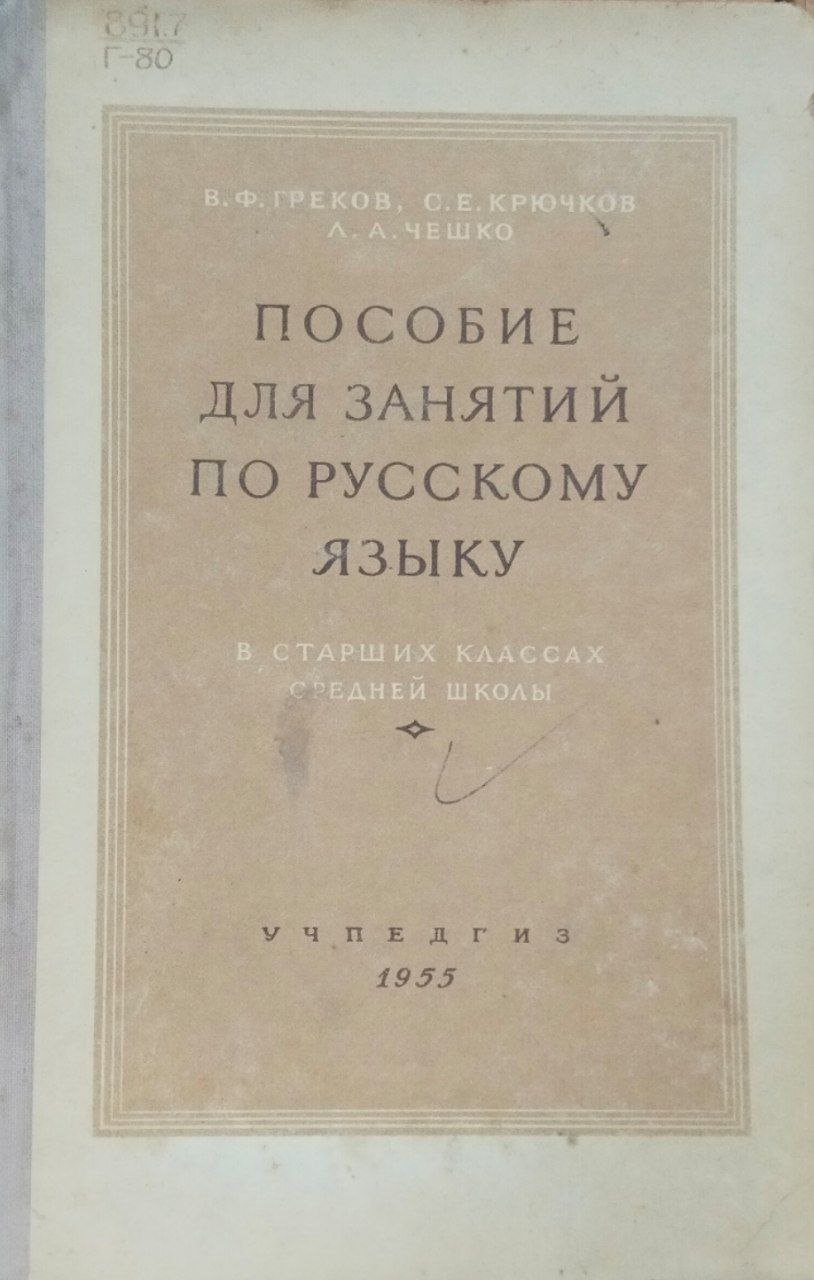 891.7
Г-80
В. Ф. ГРЕКОВ, С. Е. КРЮЧКОВ
Л. А. ЧЕШКО
ПОСОБИЕ
ДЛЯ ЗАНЯТИЙ
ПО РУССКОМУ
ЯЗЫКУ
В СТАРШИХ КЛАССАХ
СРЕДНЕЙ ШКОЛЫ
УЧПЕДГИЗ
1955